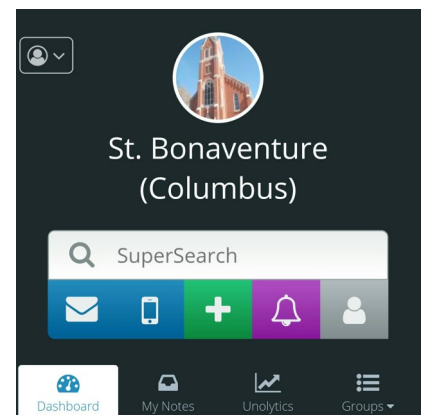 St. Bonaventure
(Columbus)
SuperSearch
Dashboard My Notes Unolytics Groups